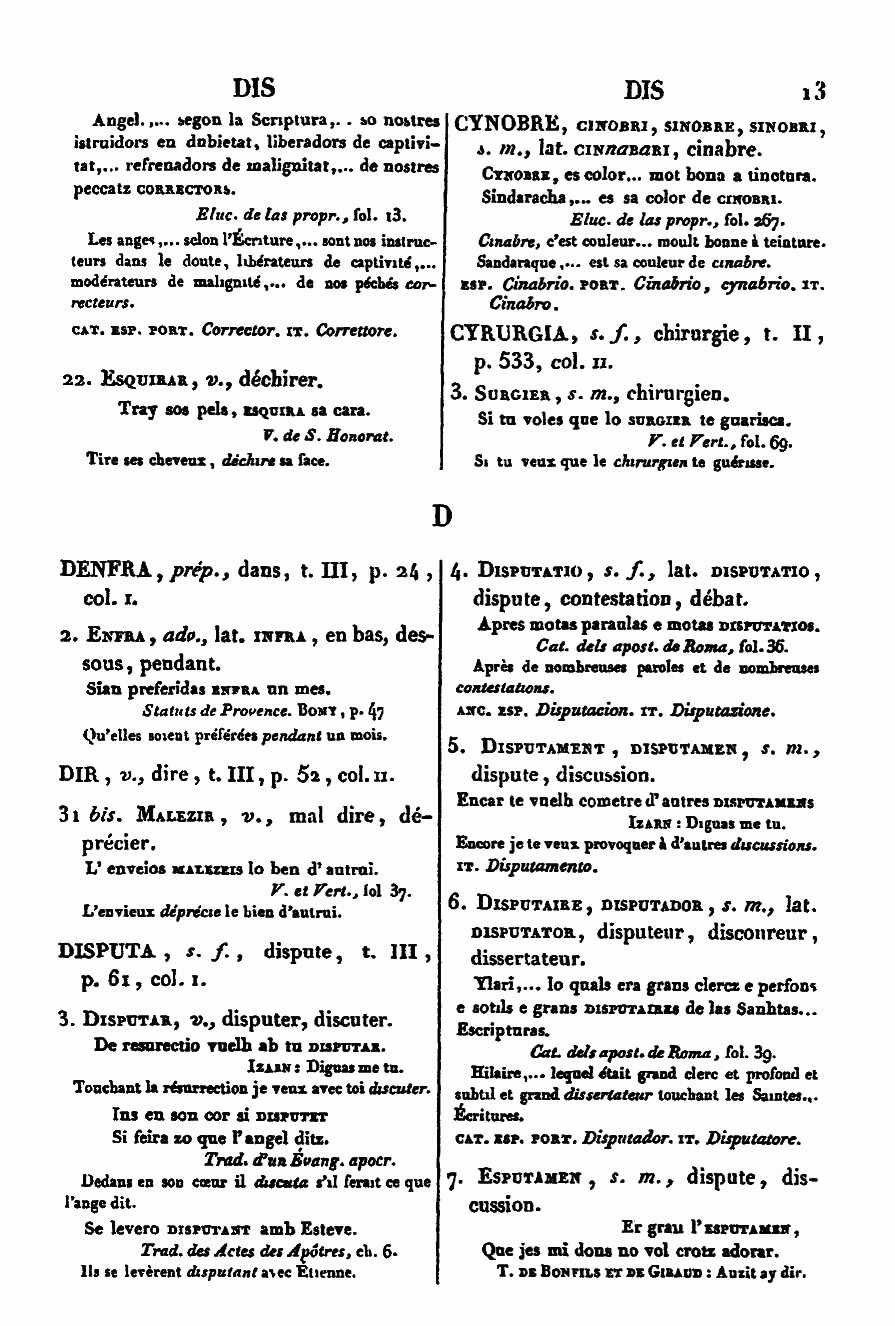 DIS
DIS 13
Angel.,... segon la Scriptura,.. so nostres
istruidors en dubietat, liberadors de captivi-
tat,... refrenadors de malignitat,... de nostres
peccatz CORRECTORS.
Eluc. de las propr., fol. 13.
Les anges,... selon l'Écriture,... sont nos instruc-
teurs dans le doute, libérateurs de captivité,...
modérateurs de malignité,... de nos péchés cor-
recteurs.
CAT. ESP. PORT. Corrector. IT. Correttore.
22. ESQUIRAR, v., déchirer.
Tray sos pels, ESQUIRA sa cara.
V. de S. Honorat.
Tire ses cheveux, déchire sa face.
CYNOBRE, CINOBRI, SINOBRE, SINOBRI,
s. m., lat. CINNABARI, cinabre.
CYNOBRE, es color... mot bona a tinctura.
Sindaracha,... es sa color de CINOBRI.
Eluc. de las propr., fol. 267.
Cinabre, c'est couleur... moult bonne à teinture.
Sandaraque,... est sa couleur de cinabre.
ESP. Cinabrio. PORT. Cinabrio, cynabrio. IT.
Cinabro.
CYRURGIA, s. f., chirurgie, t. II,
p. 533, col. II.
3. SURGIER, s. m., chirurgien.
Si tu voles que lo SURGIER te guarisca.
V. et Vert., fol. 69.
Si tu veux que le chirurgien te guérisse.
D
DENFRA, prép., dans, t. III, p. 24,
col. I.
2. ENFRA, adv., lat. INFRA, en bas, des-
sous, pendant.
Sian preferidas ENFRA un mes.
Statuts de Provence. BOMY, p. 47
Qu'elles soient préférées pendant un mois.
DIR, v., dire, t. III, p. 52, col. II.
31 bis. MALEZIR, v., mal dire, dé-
précier.
L' enveios MALEZEIS lo ben d' autrui.
V. et Vert., fol 37.
L'envieux déprécie le bien d'autrui.
DISPUTA, s. f., dispute, t. III,
p. 61, col. I.
3. DISPUTAR, v., disputer, discuter.
De resurectio vuelh ab tu DISPUTAR.
IZARN: Diguas me tu.
Touchant la résurrection je veux avec toi discuter.
Ins en son cor si DISPUTET
Si feira zo que l'angel ditz.
Trad. d'un Évang. apocr.
Dedans en son cœur il discuta s'il ferait ce que
l'ange dit.
Se levero DISPUTANT amb Esteve.
Trad. des Actes des Apôtres, ch. 6.
Ils se levèrent disputant avec Étienne.
4. DISPUTATIO, s. f., lat. DISPUTATIO,
dispute, contestation, débat.
Apres motas paraulas e motas DISPUTATIOS.
Cat. dels apost. de Roma, fol. 36.
Après de nombreuses paroles et de nombreuses
contestations.
ANC. ESP. Disputacion. IT. Disputazione.
5. DISPUTAMENT, DISPUTAMEN, s. m.,
dispute, discussion.
Encar te vuelh cometre d'autres DISPUTAMENS
IZARN: Diguas me tu.
Encore je te veux provoquer à d'autres discussions.
IT. Disputamento.
6. DISPUTAIRE, DISPUTADOR, s. m., lat.
DISPUTATOR, disputeur, discoureur,
dissertateur.
Ylari,... lo quals era grans clercz e perfons
e sotils e grans DISPUTAIRES de las Sanhtas...
Escripturas.
Cat. dels apost. de Roma, fol. 39.
Hilaire,... lequel était grand clerc et profond et
subtil et grand dissertateur touchant les Saintes...
Écritures.
CAT. ESP. PORT. Disputador. IT. Disputatore.
7. ESPUTAMEN, s. m., dispute, dis-
cussion.
Er grau l'ESPUTAMEN,
Que jes mi dons no vol crotz adorar.
T. DE BONFILS ET DE GIRAUD: Auzit ay dir.